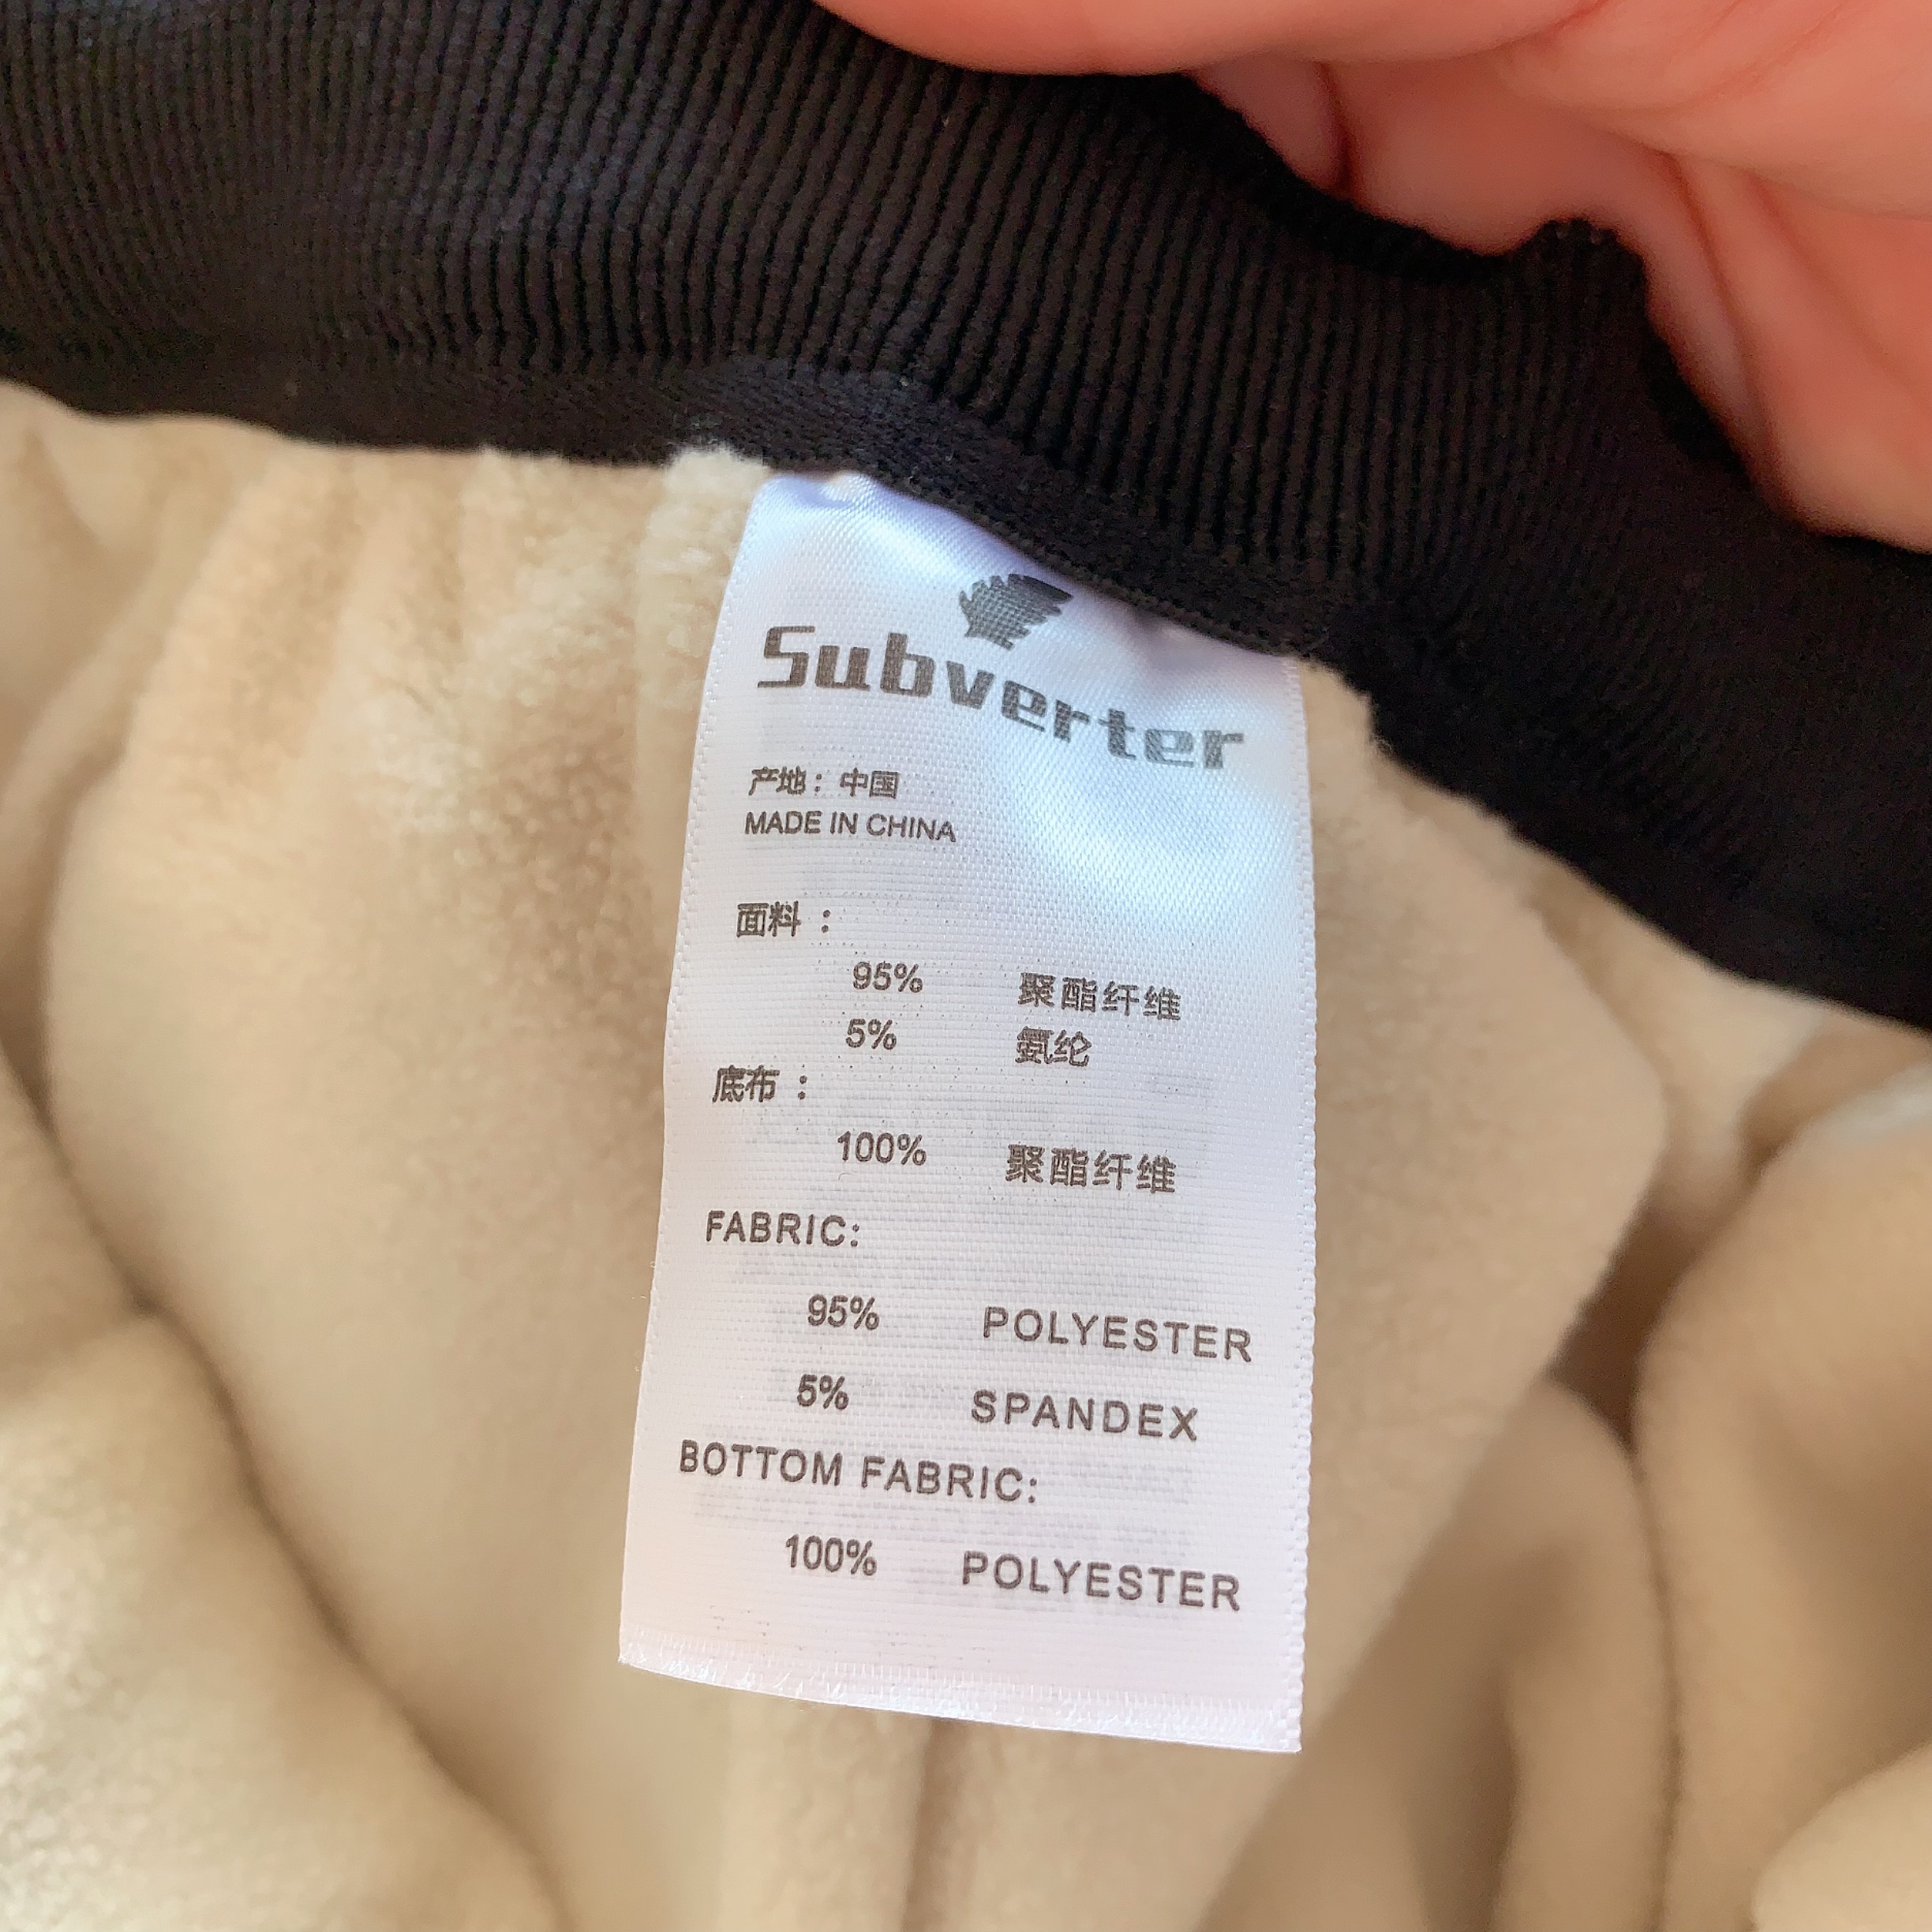 Subverter
产地：中国
MADE IN CHINA
面料：
95% 聚酯纤维
5% 氨纶
底布：
100% 聚酯纤维
FABRIC:
95% POLYESTER
5% SPANDEX
BOTTOM FABRIC:
100% POLYESTER